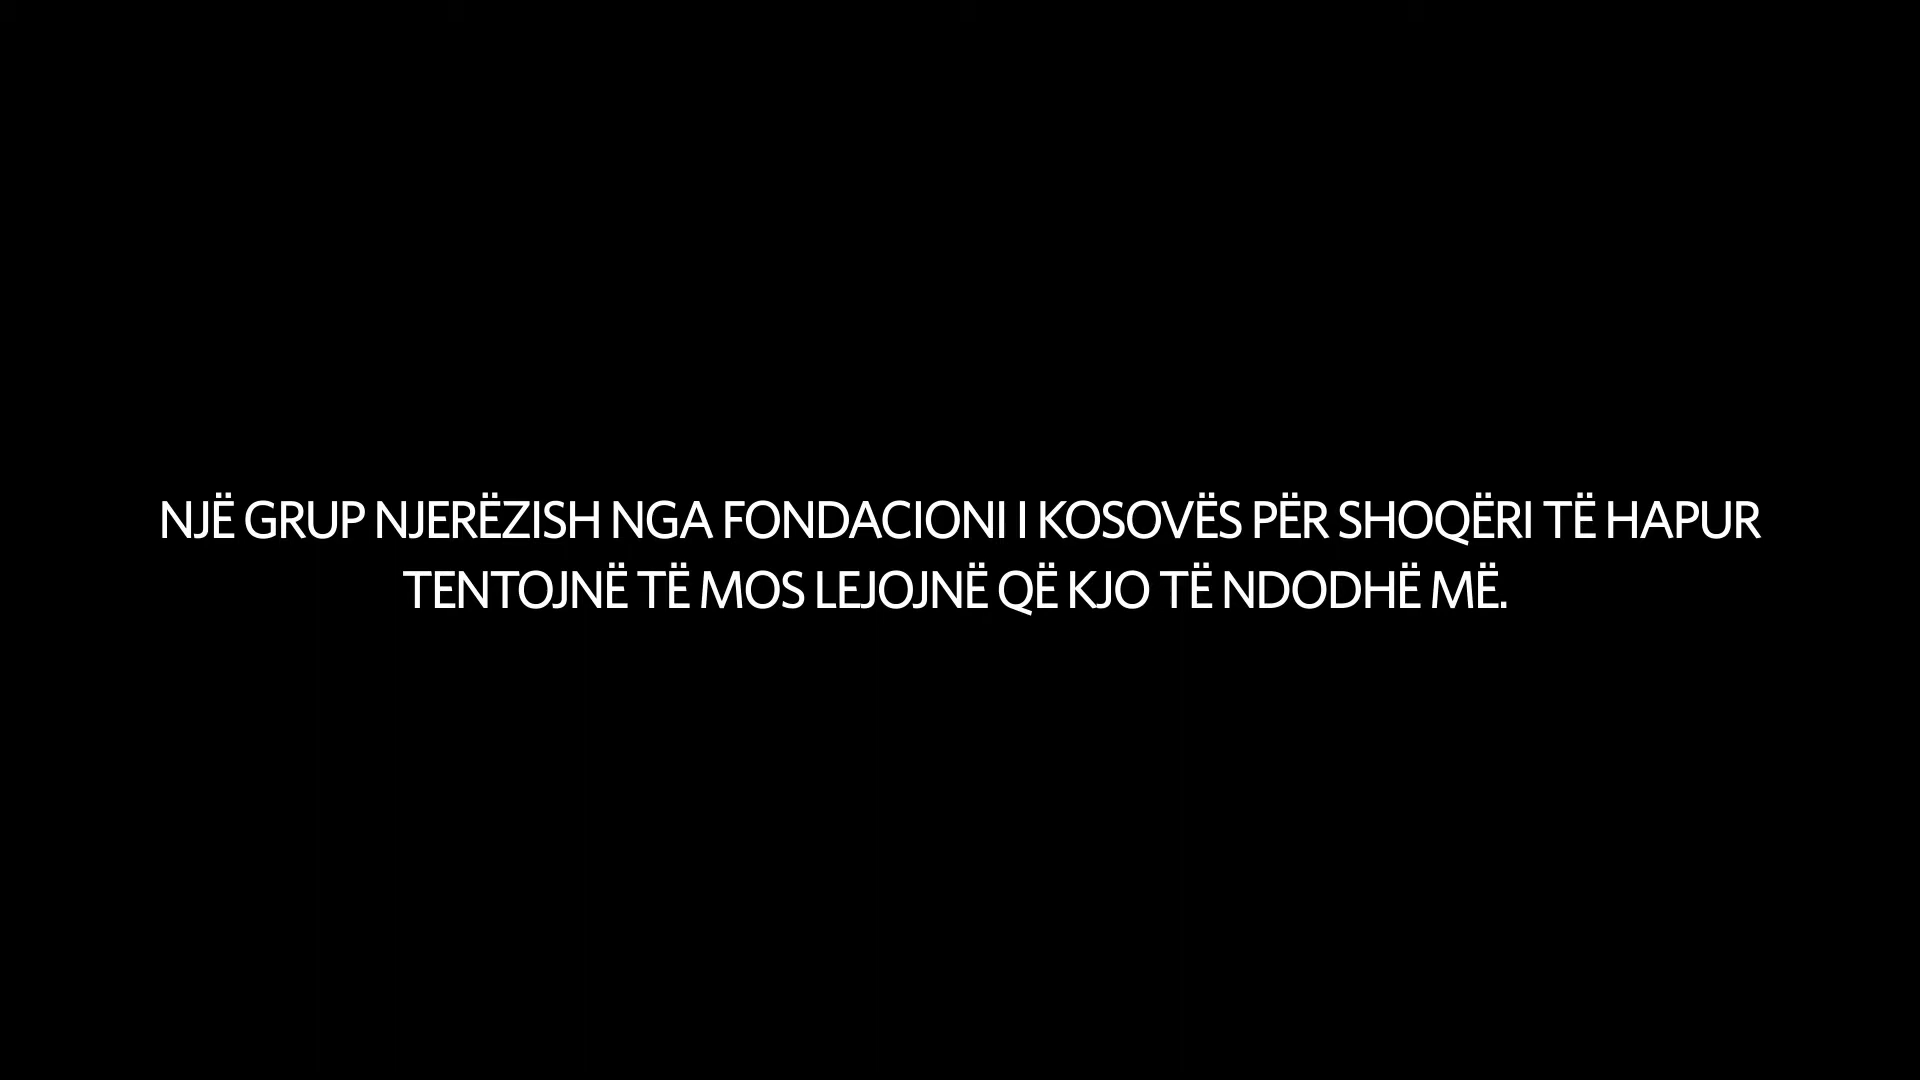 NJË GRUP NJERËZISH NGA FONDACIONI I KOSOVËS PËR SHOQËRI TË HAPUR
TENTOJNË TË MOS LEJOJNË QË KJO TË NDODHË MË.